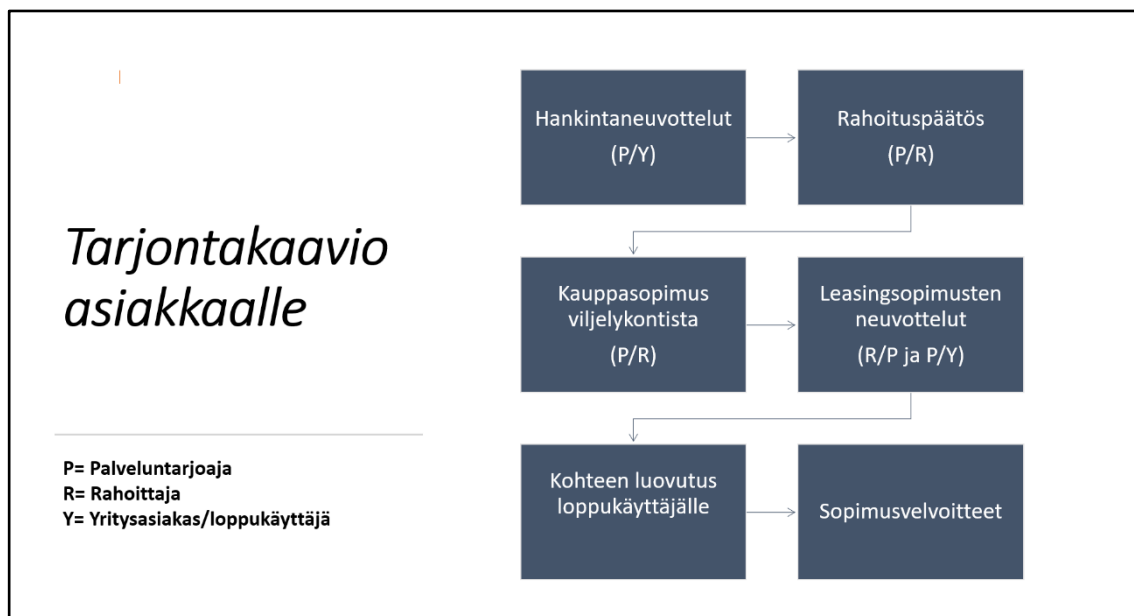 Tarjontakaavio
asiakkaalle
P= Palveluntarjoaja
R= Rahoittaja
Y= Yritysasiakas/loppukäyttäjä
Hankintaneuvottelut
(P/Y)
Rahoituspäätös
(P/R)
Kauppasopimus
viljelykontista
(P/R)
Leasingsopimusten
neuvottelut
(R/P ja P/Y)
Kohteen luovutus
loppukäyttäjälle
Sopimusvelvoitteet